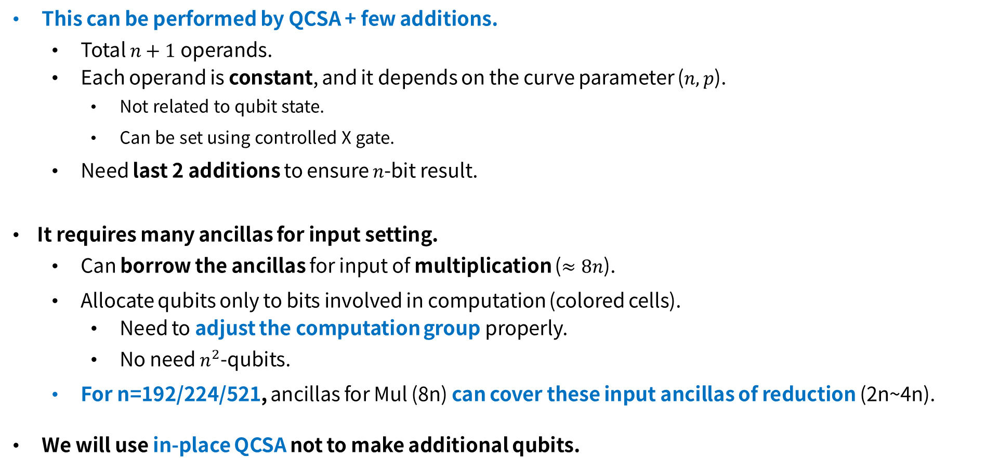 • This can be performed by QCSA + few additions.
• Total n + 1 operands.
• Each operand is constant, and it depends on the curve parameter (n, p).
• Not related to qubit state.
• Can be set using controlled X gate.
• Need last 2 additions to ensure n-bit result.
• It requires many ancillas for input setting.
• Can borrow the ancillas for input of multiplication (≈ 8n).
• Allocate qubits only to bits involved in computation (colored cells).
• Need to adjust the computation group properly.
• No need n²-qubits.
• For n=192/224/521, ancillas for Mul (8n) can cover these input ancillas of reduction (2n~4n).
• We will use in-place QCSA not to make additional qubits.